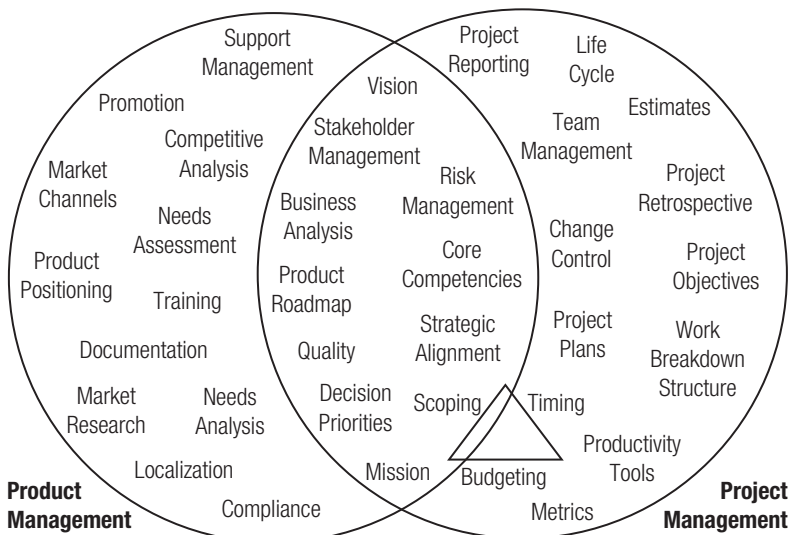 Support
Management
Promotion
Competitive
Analysis
Market
Channels
Needs
Assessment
Product
Positioning
Training
Documentation
Market
Research
Needs
Analysis
Localization
Compliance
Product
Management
Vision
Stakeholder
Management
Risk
Management
Business
Analysis
Core
Competencies
Product
Roadmap
Strategic
Alignment
Quality
Decision
Priorities
Scoping
Mission
Project
Reporting
Life
Cycle
Estimates
Team
Management
Project
Retrospective
Change
Control
Project
Objectives
Project
Plans
Work
Breakdown
Structure
Timing
Productivity
Tools
Budgeting
Metrics
Project
Management